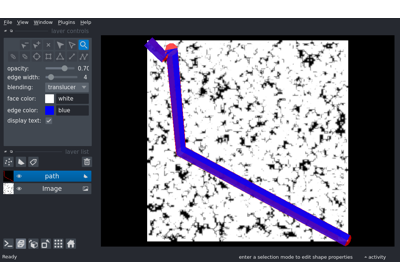 File View Window Plugins Help
layer controls
opacity: 0.70
edge width: 4
blending: translucer
face color: white
edge color: blue
display text:
layer list
path
Image
Ready
enter a selection mode to edit shape properties
activity